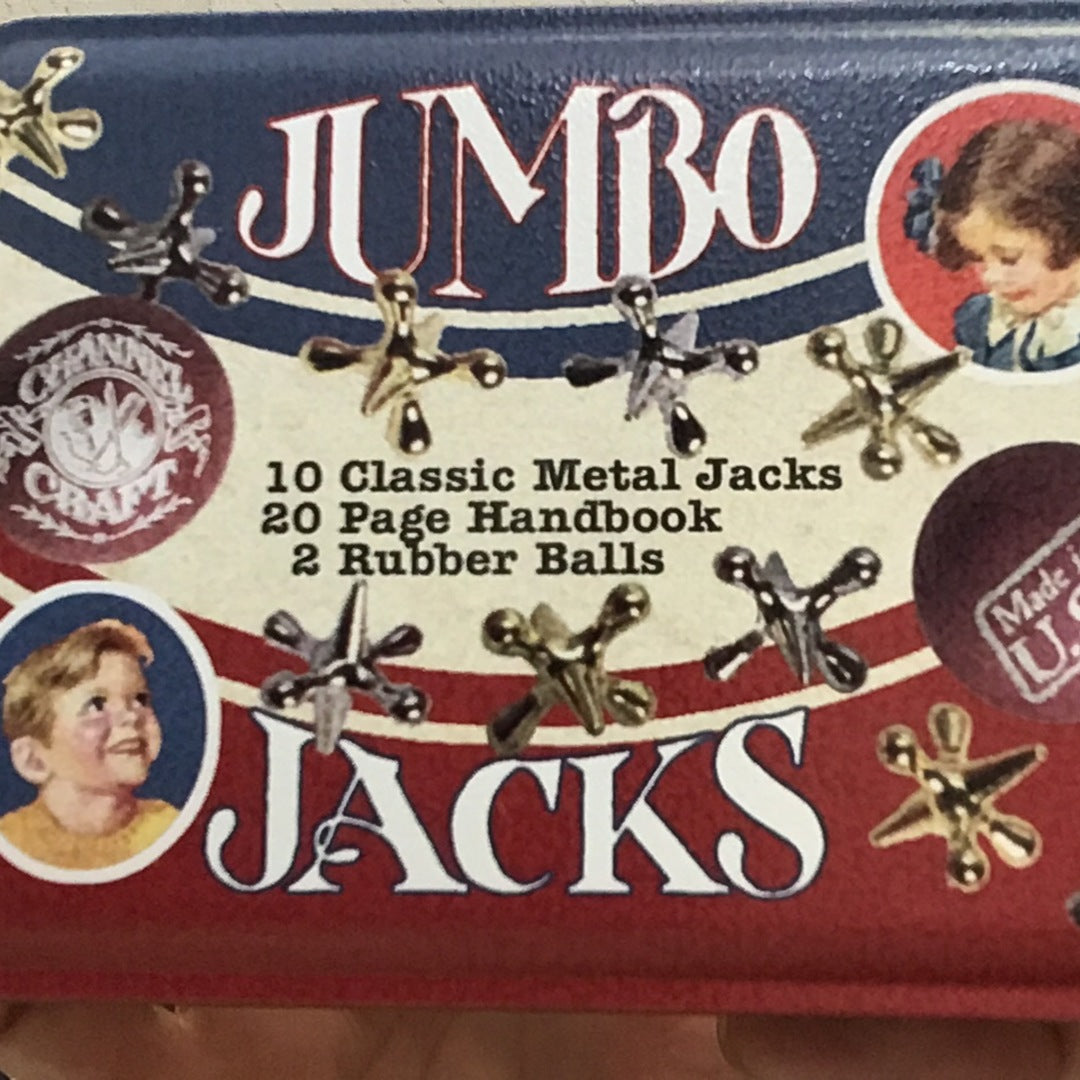 JUMBO
CHANNEL
CRAFT
10 Classic Metal Jacks
20 Page Handbook
2 Rubber Balls
Made
U.S
JACKS